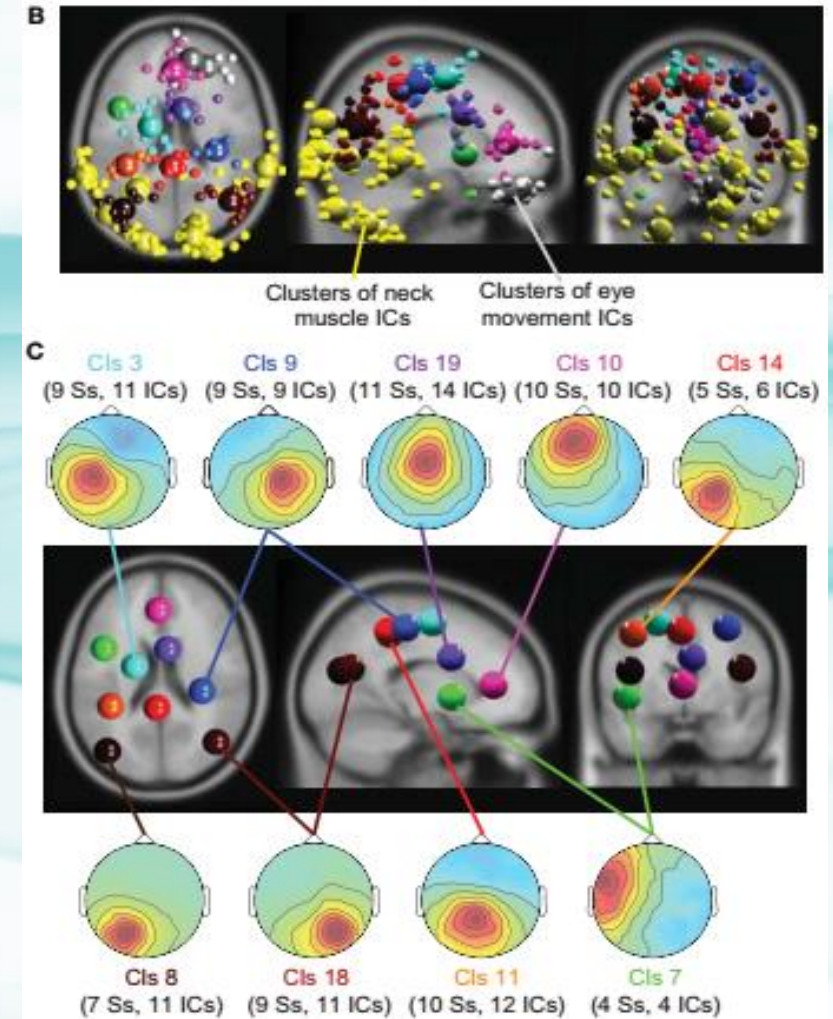 B
Clusters of neck
muscle ICs
Clusters of eye
movement ICs
C
Cls 3
(9 Ss, 11 ICs)
Cls 9
(9 Ss, 9 ICs)
Cls 19
(11 Ss, 14 ICs)
Cls 10
(10 Ss, 10 ICs)
Cls 14
(5 Ss, 6 ICs)
Cls 8
(7 Ss, 11 ICs)
Cls 18
(9 Ss, 11 ICs)
Cls 11
(10 Ss, 12 ICs)
Cls 7
(4 Ss, 4 ICs)